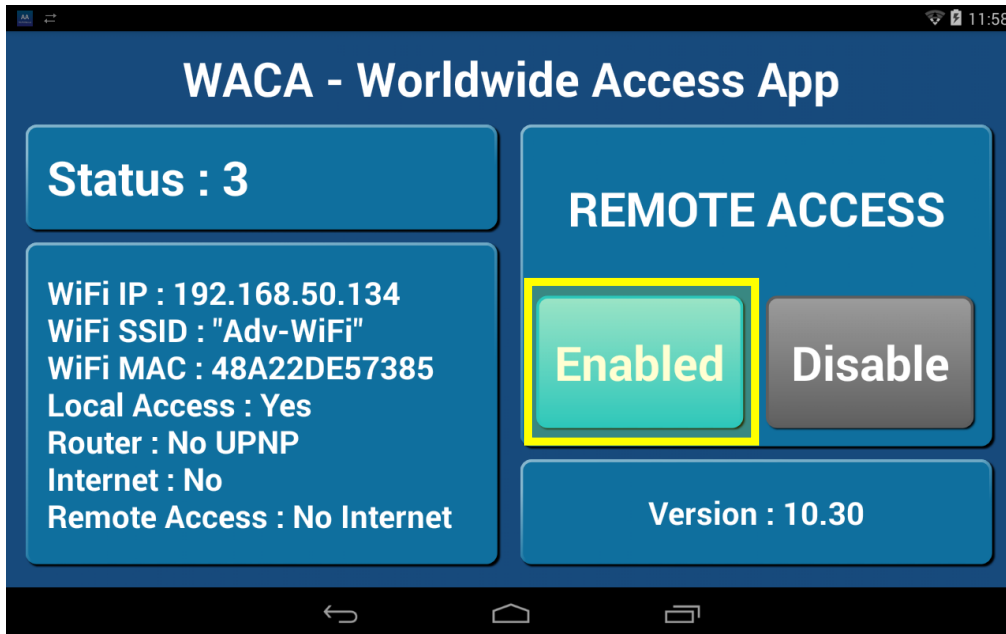 11:58
WACA - Worldwide Access App
Status : 3
WiFi IP : 192.168.50.134
WiFi SSID : "Adv-WiFi"
WiFi MAC : 48A22DE57385
Local Access : Yes
Router : No UPNP
Internet : No
Remote Access : No Internet
REMOTE ACCESS
Enabled
Disable
Version : 10.30